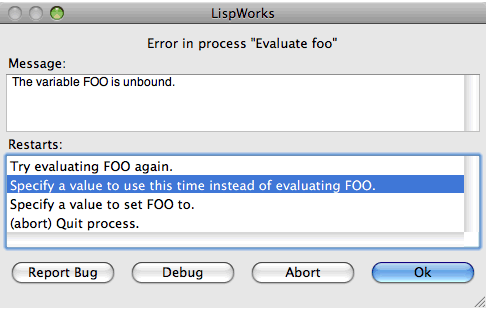 LispWorks
Error in process "Evaluate foo"
Message:
The variable FOO is unbound.
Restarts:
Try evaluating FOO again.
Specify a value to use this time instead of evaluating FOO.
Specify a value to set FOO to.
(abort) Quit process.
Report Bug Debug Abort Ok